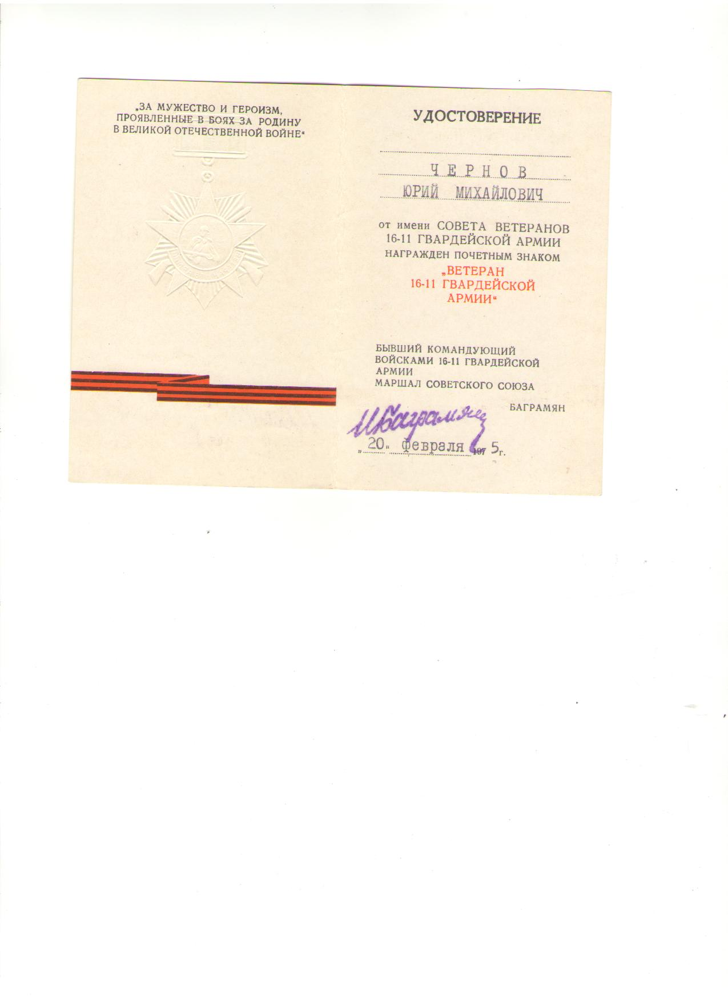 „ЗА МУЖЕСТВО И ГЕРОИЗМ,
ПРОЯВЛЕННЫЕ В БОЯХ ЗА РОДИНУ
В ВЕЛИКОЙ ОТЕЧЕСТВЕННОЙ ВОЙНЕ“
УДОСТОВЕРЕНИЕ
ЧЕРНОВ
ЮРИЙ МИХАЙЛОВИЧ
от имени СОВЕТА ВЕТЕРАНОВ
16-11 ГВАРДЕЙСКОЙ АРМИИ
НАГРАЖДЕН ПОЧЕТНЫМ ЗНАКОМ
„ВЕТЕРАН
16-11 ГВАРДЕЙСКОЙ
АРМИИ“
БЫВШИЙ КОМАНДУЮЩИЙ
ВОЙСКАМИ 16-11 ГВАРДЕЙСКОЙ
АРМИИ
МАРШАЛ СОВЕТСКОГО СОЮЗА
БАГРАМЯН
И Баграмян
„20“ февраля 1975г.